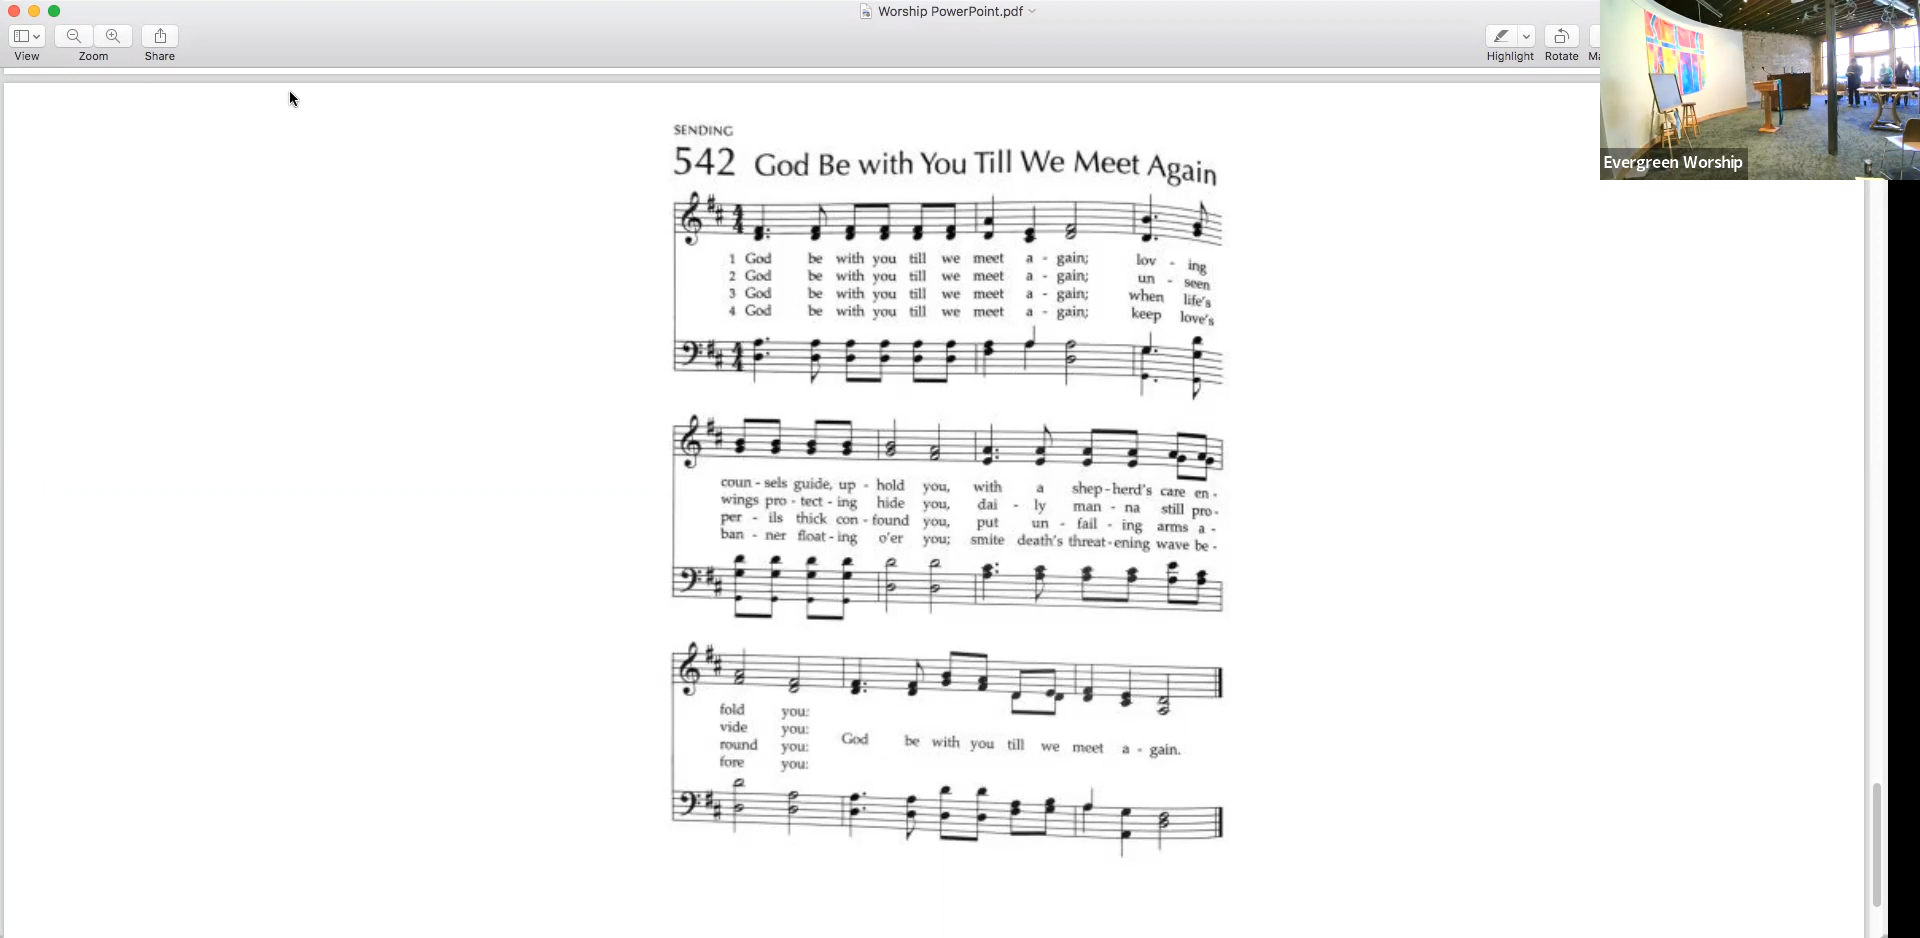 Worship PowerPoint.pdf
View
Zoom
Share
Highlight
Rotate
Evergreen Worship
SENDING
542 God Be with You Till We Meet Again
1 God be with you till we meet a - gain; lov - ing
2 God be with you till we meet a - gain; un - seen
3 God be with you till we meet a - gain; when life's
4 God be with you till we meet a - gain; keep love's
coun - sels guide, up - hold you, with a shep - herd's care en -
wings pro - tect - ing hide you, dai - ly man - na still pro -
per - ils thick con - found you, put un - fail - ing arms a -
ban - ner float - ing o'er you; smite death's threat - ening wave be -
fold you:
vide you:
round you:
fore you:
God be with you till we meet a - gain.